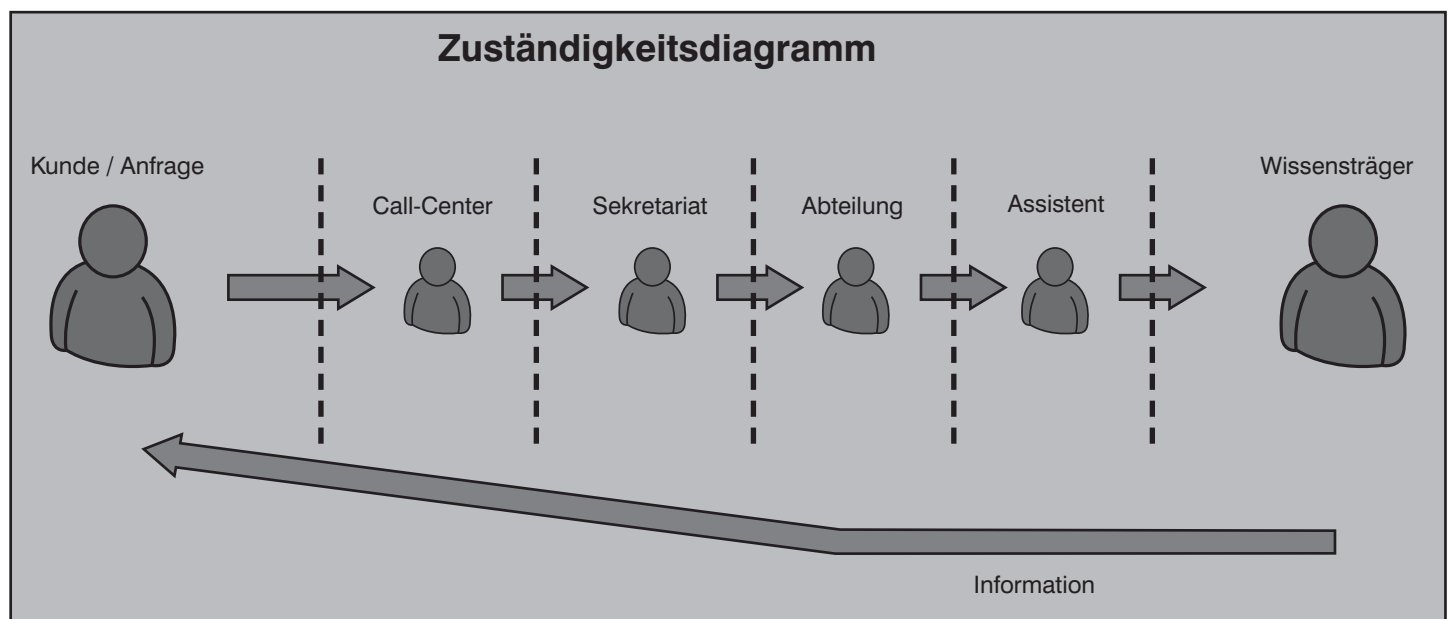 Zuständigkeitsdiagramm
Kunde / Anfrage
Call-Center
Sekretariat
Abteilung
Assistent
Wissensträger
Information